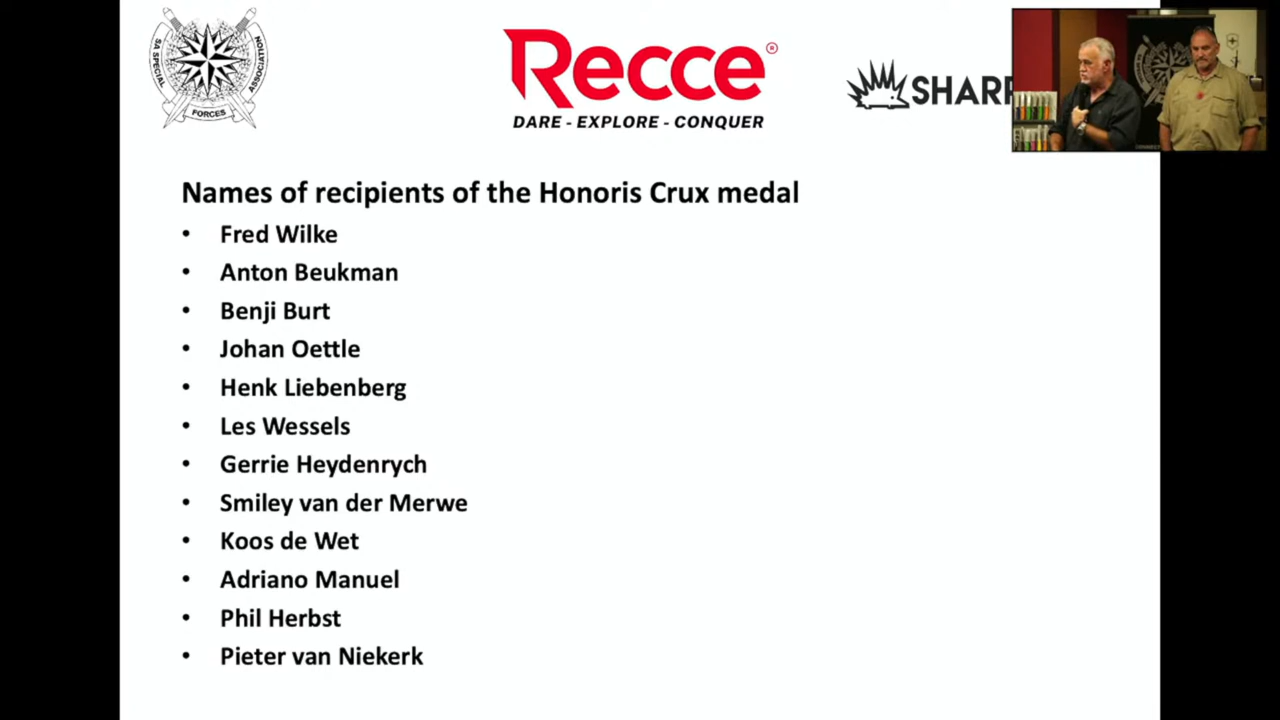 SA SPECIAL
FORCES
ASSOCIATION
Recce®
DARE - EXPLORE - CONQUER
Names of recipients of the Honoris Crux medal
• Fred Wilke
• Anton Beukman
• Benji Burt
• Johan Oettle
• Henk Liebenberg
• Les Wessels
• Gerrie Heydenrych
• Smiley van der Merwe
• Koos de Wet
• Adriano Manuel
• Phil Herbst
• Pieter van Niekerk